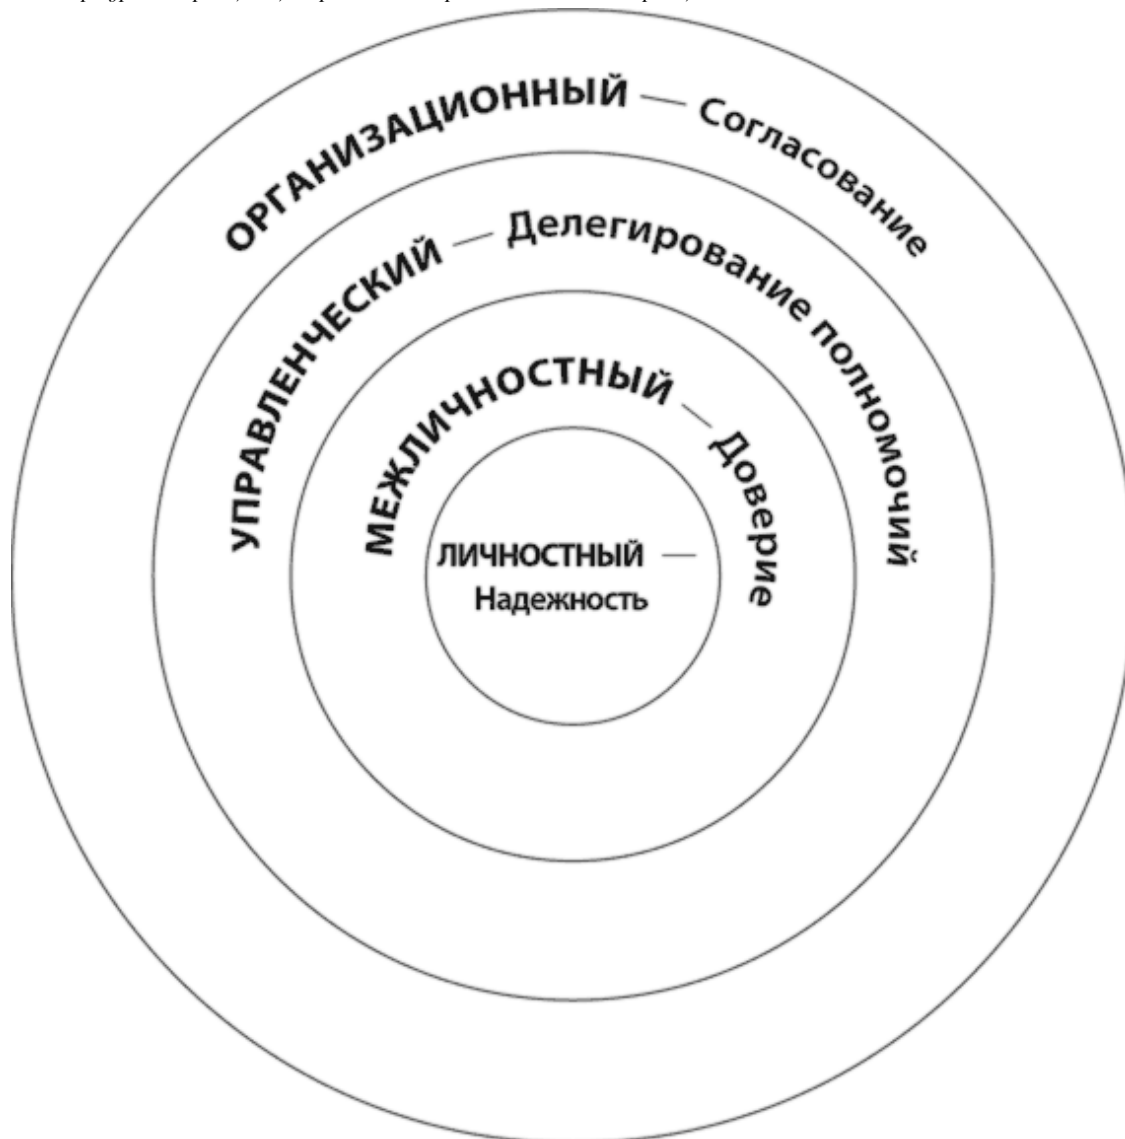 ОРГАНИЗАЦИОННЫЙ — Согласование
УПРАВЛЕНЧЕСКИЙ — Делегирование полномочий
МЕЖЛИЧНОСТНЫЙ — Доверие
ЛИЧНОСТНЫЙ —
Надежность